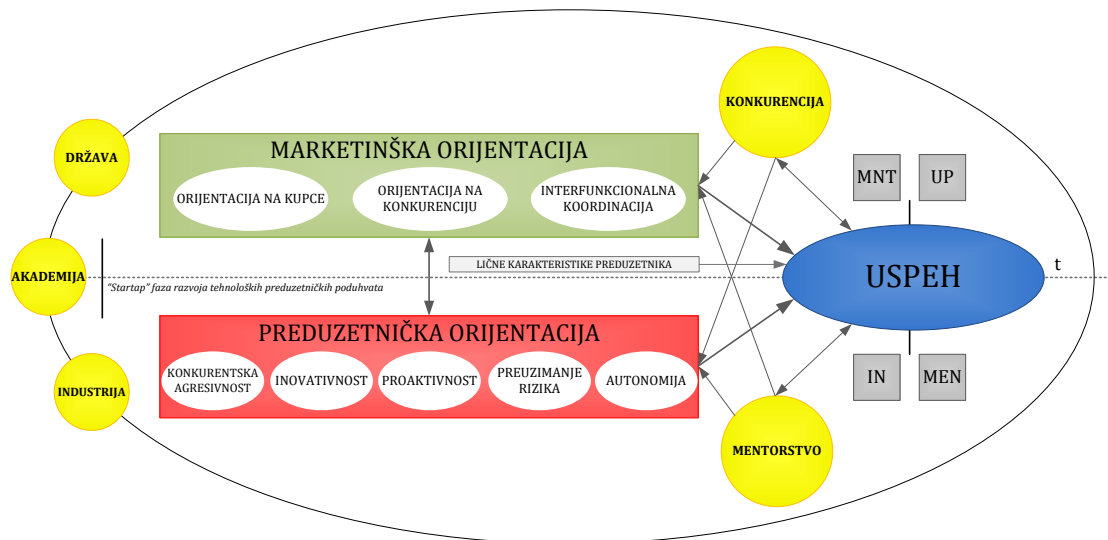 KONKURENCIJA
DRŽAVA
MARKETINŠKA ORIJENTACIJA
ORIJENTACIJA NA KUPCE
ORIJENTACIJA NA
KONKURENCIJU
INTERFUNKCIONALNA
KOORDINACIJA
MNT
UP
AKADEMIJA
LIČNE KARAKTERISTIKE PREDUZETNIKA
USPEH
t
"Startap" faza razvoja tehnoloških preduzetničkih poduhvata
PREDUZETNIČKA ORIJENTACIJA
KONKURENTSKA
AGRESIVNOST
INOVATIVNOST
PROAKTIVNOST
PREUZIMANJE
RIZIKA
AUTONOMIJA
IN
MEN
INDUSTRIJA
MENTORSTVO